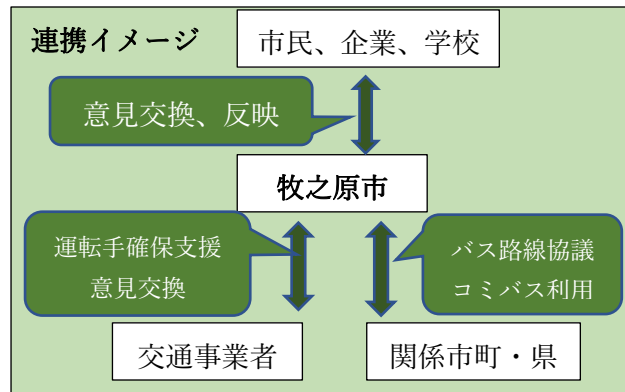 連携イメージ
市民、企業、学校
意見交換、反映
牧之原市
運転手確保支援
意見交換
バス路線協議
コミバス利用
交通事業者
関係市町・県